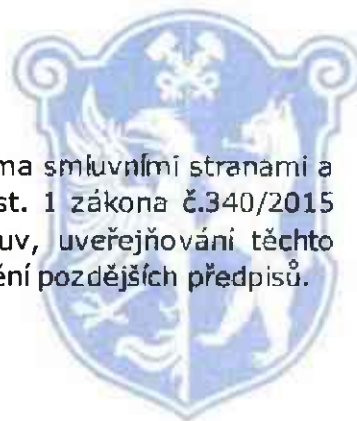 ma smluvními stranami a
st. 1 zákona č.340/2015
uv, uveřejňování těchto
ění pozdějších předpisů.